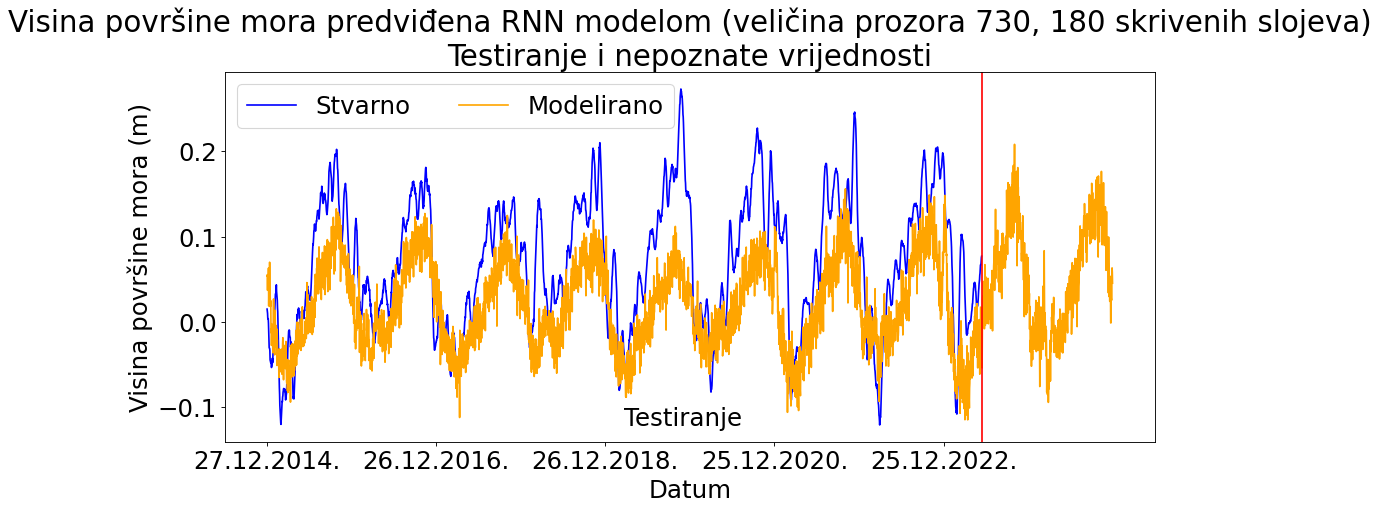 Visina površine mora predviđena RNN modelom (veličina prozora 730, 180 skrivenih slojeva)
Testiranje i nepoznate vrijednosti
Stvarno
Modelirano
Visina površine mora (m)
0.2
0.1
0.0
−0.1
Testiranje
27.12.2014.
26.12.2016.
26.12.2018.
25.12.2020.
25.12.2022.
Datum